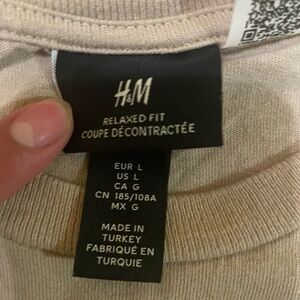 H&M
RELAXED FIT
COUPE DÉCONTRACTÉE
EUR L
US L
CA G
CN 185/108A
MX G
MADE IN
TURKEY
FABRIQUÉ EN
TURQUIE